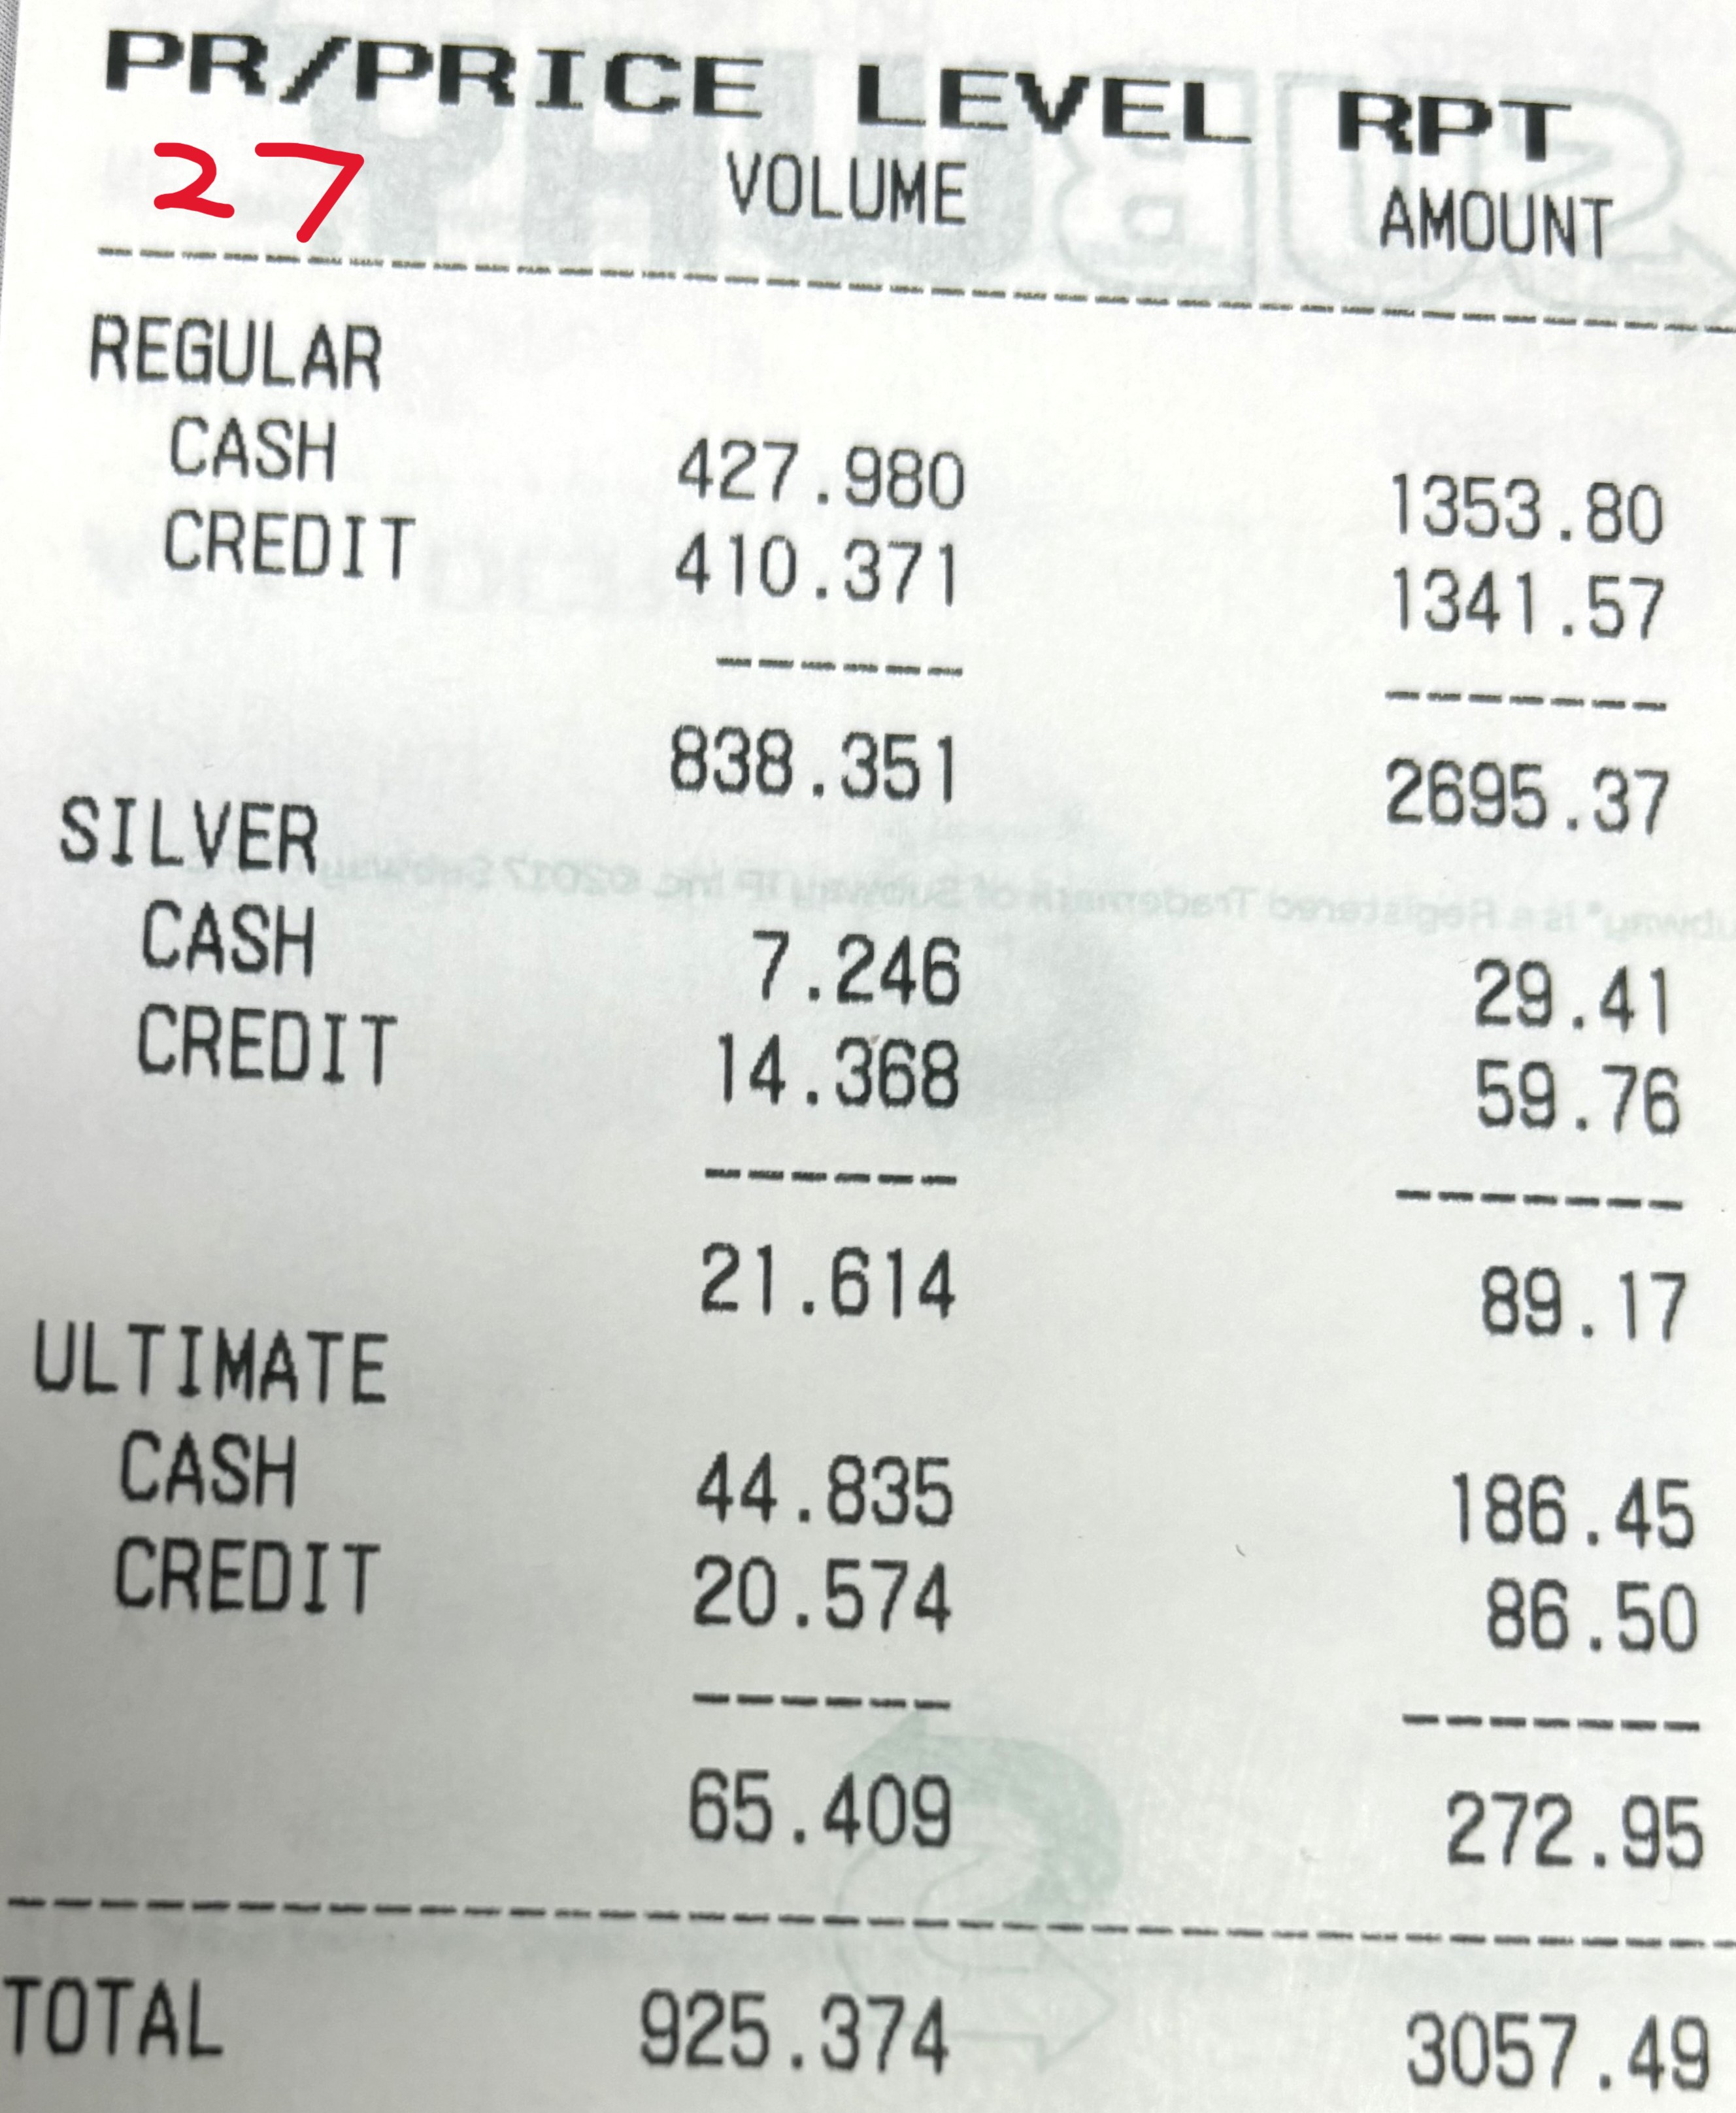 PR/PRICE LEVEL RPT
27 VOLUME AMOUNT
REGULAR
CASH 427.980 1353.80
CREDIT 410.371 1341.57
838.351 2695.37
SILVER
CASH 7.246 29.41
CREDIT 14.368 59.76
21.614 89.17
ULTIMATE
CASH 44.835 186.45
CREDIT 20.574 86.50
65.409 272.95
TOTAL 925.374 3057.49